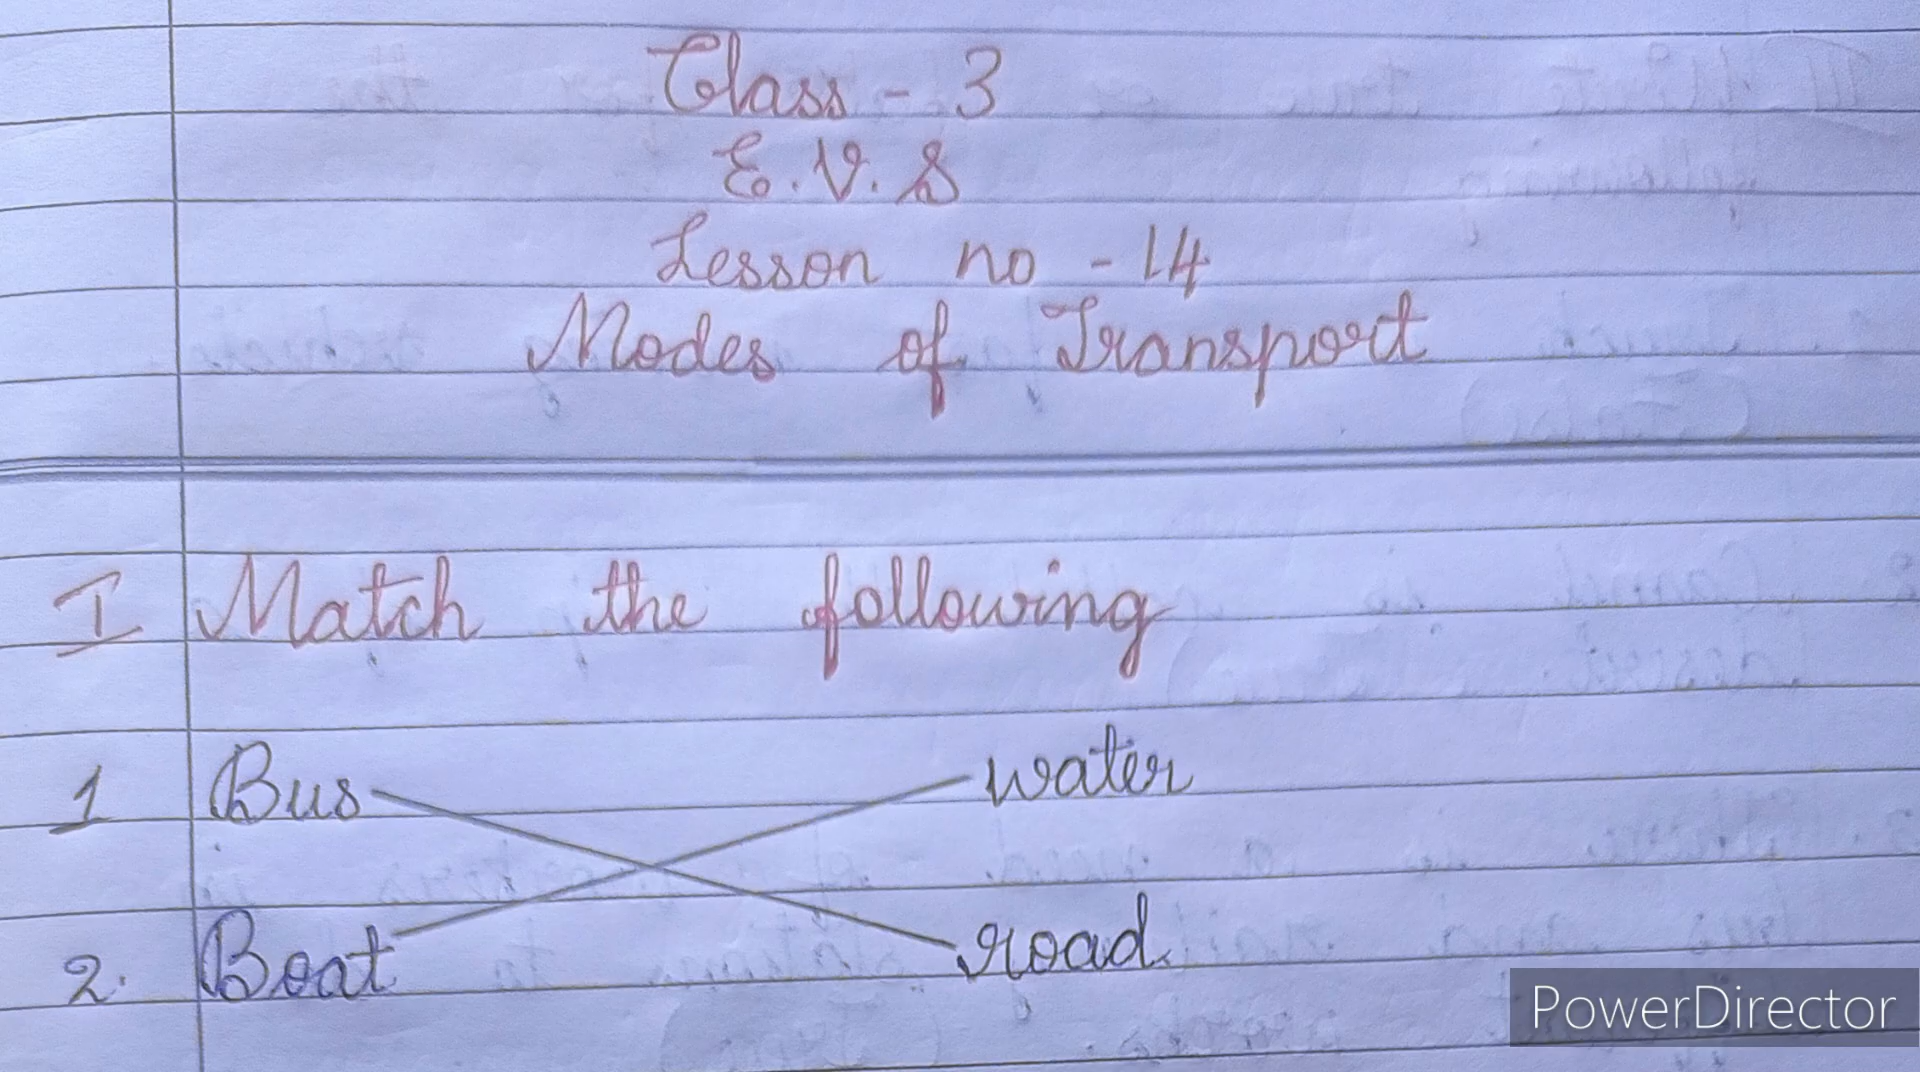 Class - 3
E.V.S
Lesson no - 14
Modes of Transport
I Match the following
1 Bus water
2. Boat road
PowerDirector